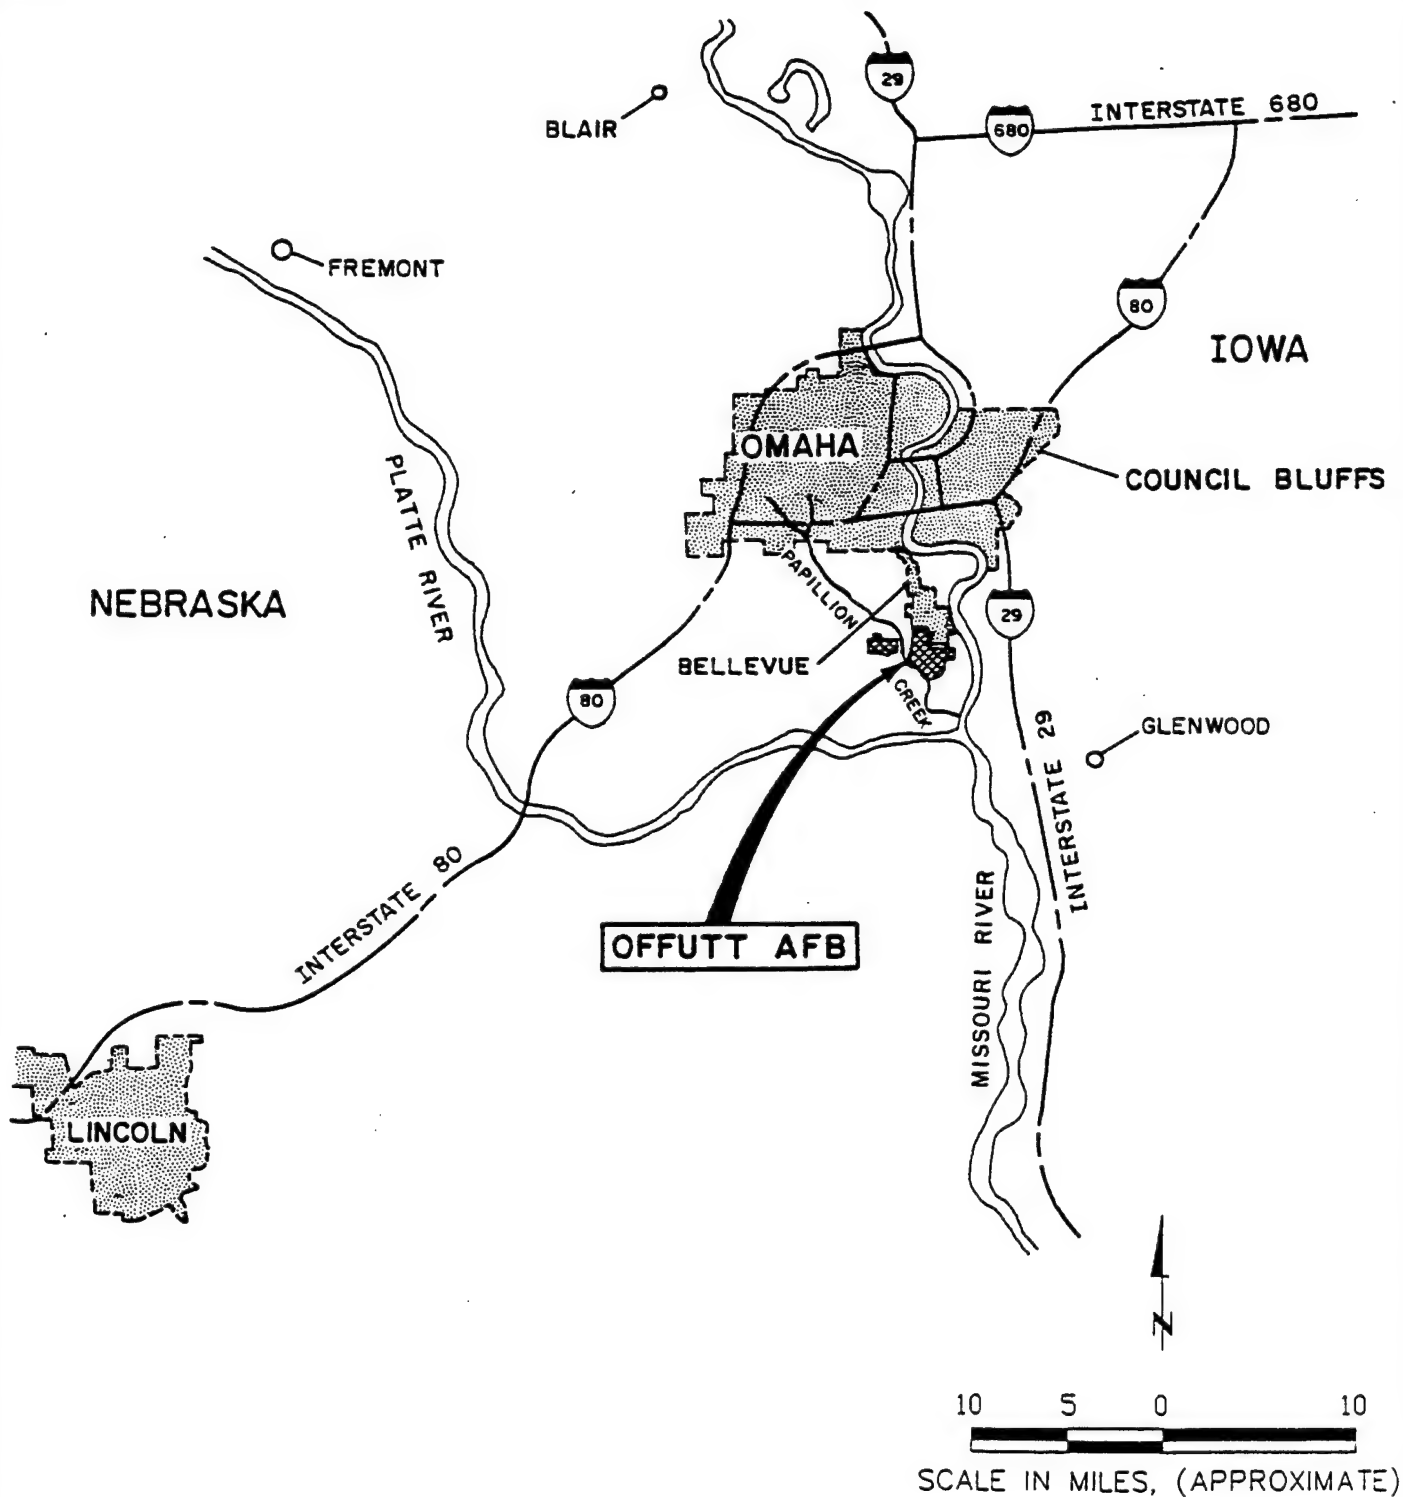 29
INTERSTATE 680
680
BLAIR
FREMONT
80
IOWA
OMAHA
COUNCIL BLUFFS
PLATTE RIVER
NEBRASKA
PAPILLION
29
BELLEVUE
80
CREEK
GLENWOOD
INTERSTATE 29
INTERSTATE 80
OFFUTT AFB
MISSOURI RIVER
LINCOLN
N
10 5 0 10
SCALE IN MILES, (APPROXIMATE)